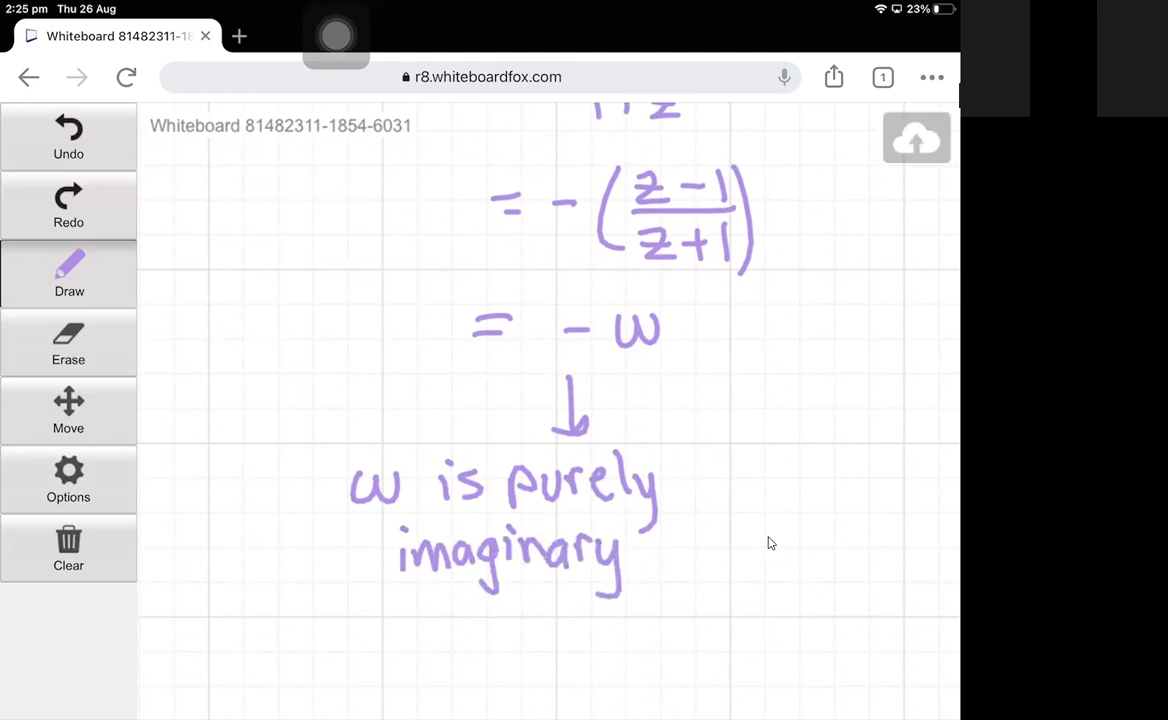 2:25 pm Thu 26 Aug 23%
Whiteboard 81482311-18
r8.whiteboardfox.com 1
Whiteboard 81482311-1854-6031
Undo
Redo
Draw
Erase
Move
Options
Clear
= - (z - 1 / z + 1)
= - ω
↓
ω is purely
imaginary